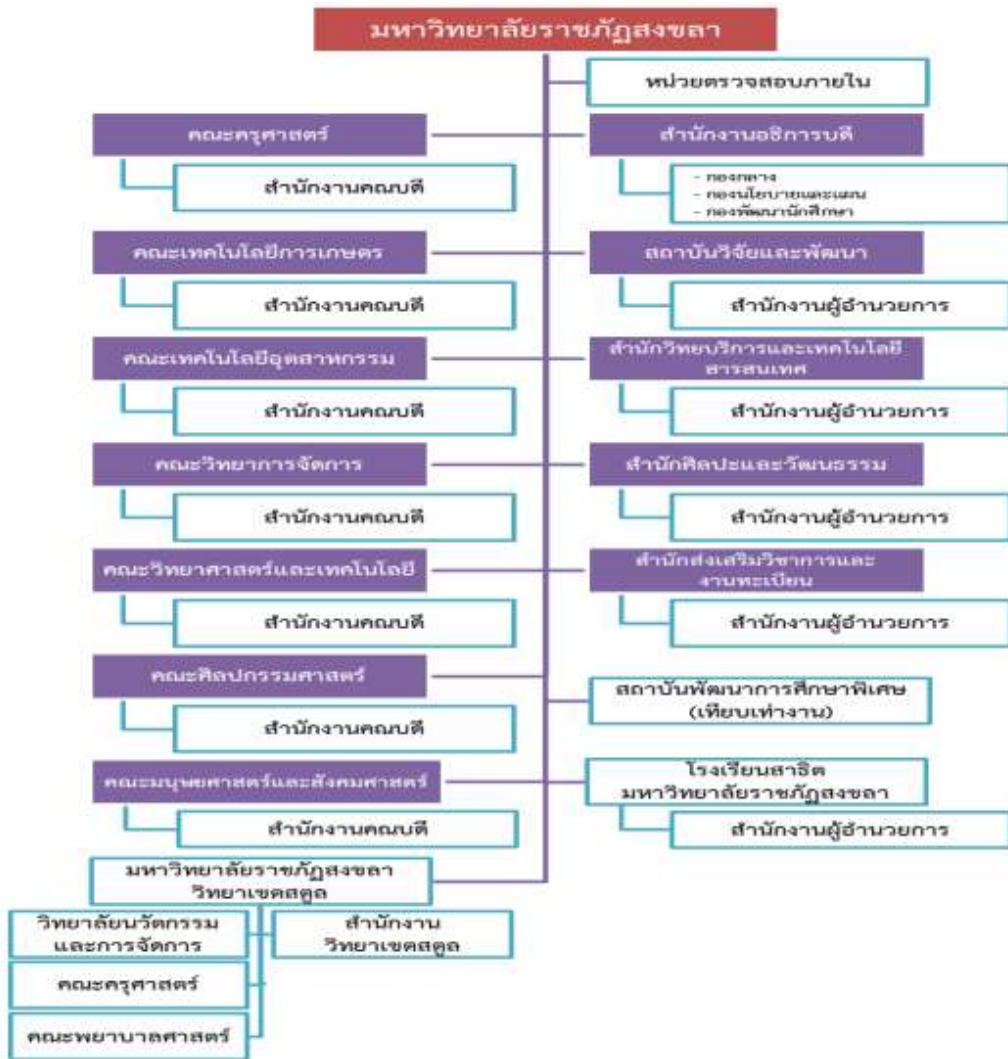 มหาวิทยาลัยราชภัฏสงขลา
หน่วยตรวจสอบภายใน
คณะครุศาสตร์
สำนักงานอธิการบดี
สำนักงานคณบดี
- กองกลาง
- กองนโยบายและแผน
- กองพัฒนานักศึกษา
คณะเทคโนโลยีการเกษตร
สถาบันวิจัยและพัฒนา
สำนักงานคณบดี
สำนักงานผู้อำนวยการ
คณะเทคโนโลยีอุตสาหกรรม
สำนักวิทยบริการและเทคโนโลยี
สารสนเทศ
สำนักงานคณบดี
สำนักงานผู้อำนวยการ
คณะวิทยาการจัดการ
สำนักศิลปะและวัฒนธรรม
สำนักงานคณบดี
สำนักงานผู้อำนวยการ
คณะวิทยาศาสตร์และเทคโนโลยี
สำนักส่งเสริมวิชาการและ
งานทะเบียน
สำนักงานคณบดี
สำนักงานผู้อำนวยการ
คณะศิลปกรรมศาสตร์
สถาบันพัฒนาการศึกษาพิเศษ
(เทียบเท่างาน)
สำนักงานคณบดี
คณะมนุษยศาสตร์และสังคมศาสตร์
โรงเรียนสาธิต
มหาวิทยาลัยราชภัฏสงขลา
สำนักงานคณบดี
สำนักงานผู้อำนวยการ
มหาวิทยาลัยราชภัฏสงขลา
วิทยาเขตสตูล
วิทยาลัยนวัตกรรม
และการจัดการ
สำนักงาน
วิทยาเขตสตูล
คณะครุศาสตร์
คณะพยาบาลศาสตร์